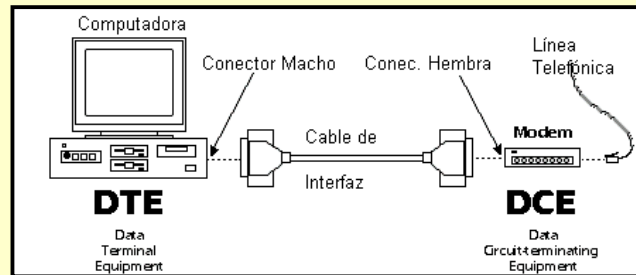 Computadora
Conector Macho
Conec. Hembra
Línea
Telefónica
Cable de
Interfaz
Modem
DTE
Data
Terminal
Equipment
DCE
Data
Circuit-terminating
Equipment